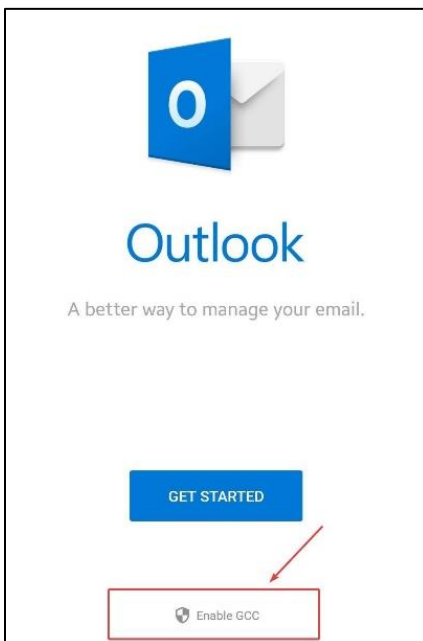 O
Outlook
A better way to manage your email.
GET STARTED
Enable GCC